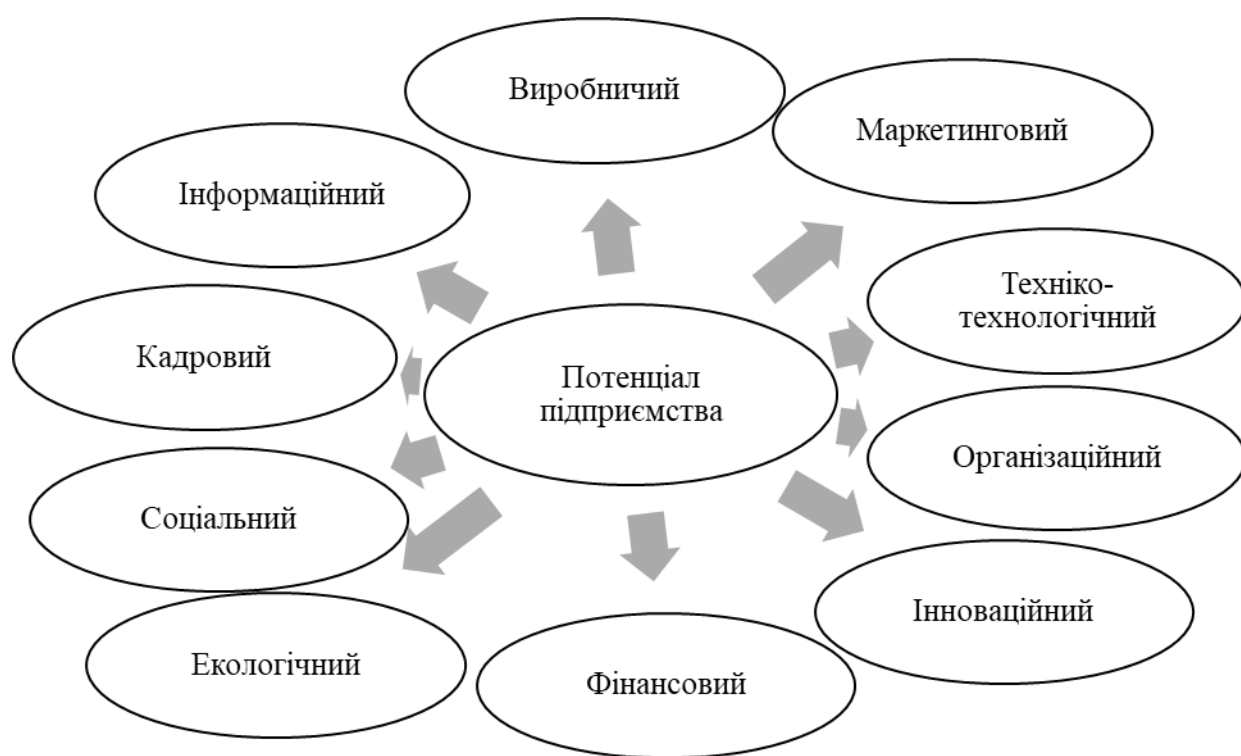 Виробничий
Маркетинговий
Інформаційний
Техніко-
технологічний
Кадровий
Потенціал
підприємства
Організаційний
Соціальний
Інноваційний
Екологічний
Фінансовий